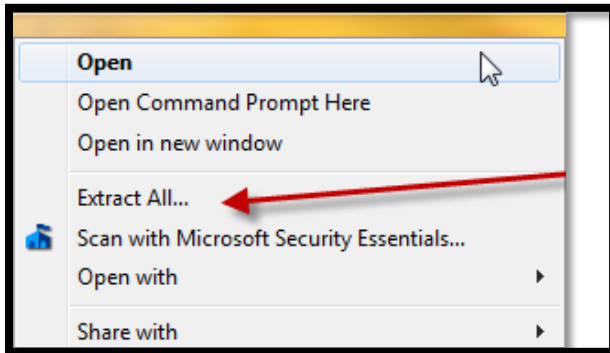 Open
Open Command Prompt Here
Open in new window
Extract All...
Scan with Microsoft Security Essentials...
Open with
Share with